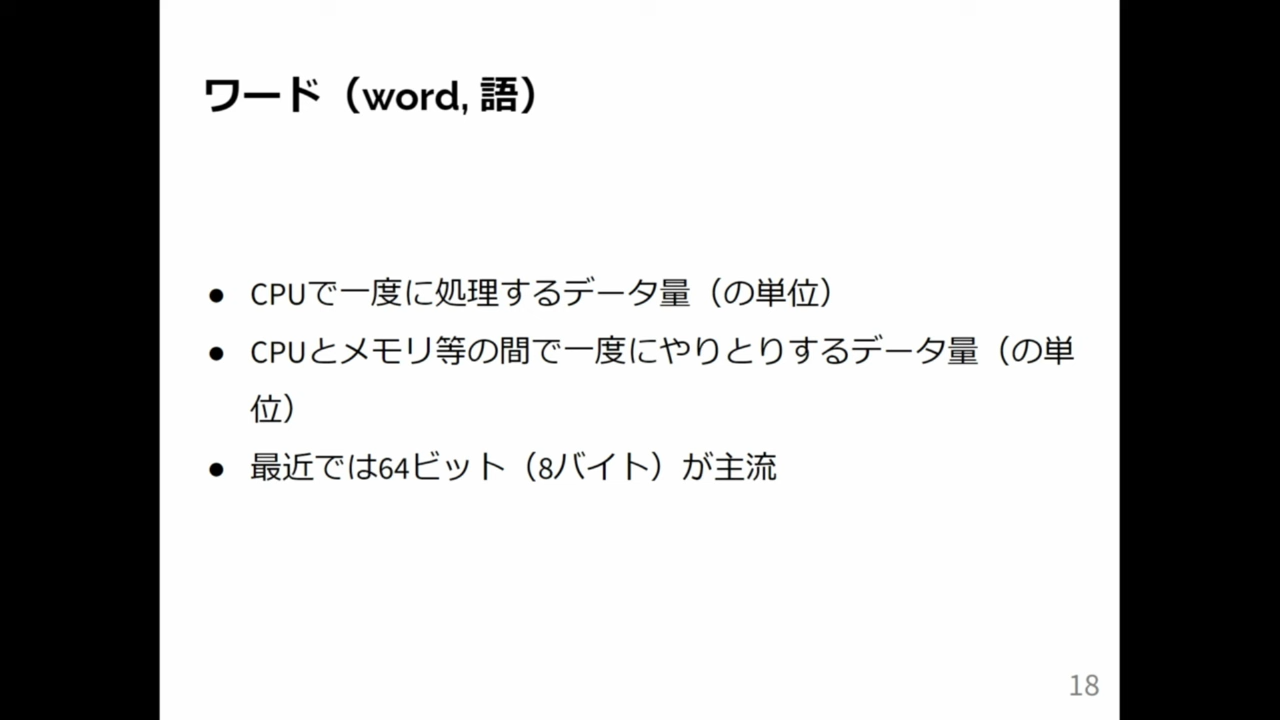 ワード（word, 語）
● CPUで一度に処理するデータ量（の単位）
● CPUとメモリ等の間で一度にやりとりするデータ量（の単
位）
● 最近では64ビット（8バイト）が主流
18